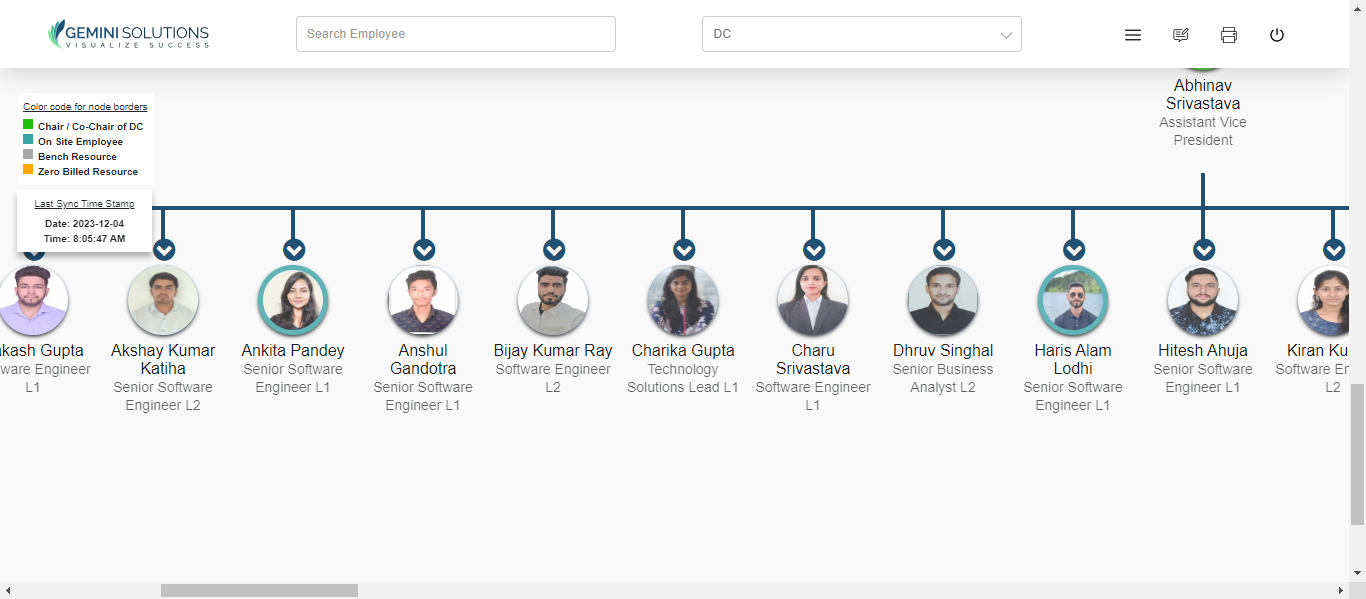 GEMINI SOLUTIONS
VISUALIZE SUCCESS
Search Employee
DC
Abhinav
Srivastava
Assistant Vice
President
Color code for node borders
Chair / Co-Chair of DC
On Site Employee
Bench Resource
Zero Billed Resource
Last Sync Time Stamp
Date: 2023-12-04
Time: 8:05:47 AM
kash Gupta
ware Engineer
L1
Akshay Kumar
Katiha
Senior Software
Engineer L2
Ankita Pandey
Senior Software
Engineer L1
Anshul
Gandotra
Senior Software
Engineer L1
Bijay Kumar Ray
Software Engineer
L2
Charika Gupta
Technology
Solutions Lead L1
Charu
Srivastava
Software Engineer
L1
Dhruv Singhal
Senior Business
Analyst L2
Haris Alam
Lodhi
Senior Software
Engineer L1
Hitesh Ahuja
Senior Software
Engineer L1
Kiran Ku
Software En
L2